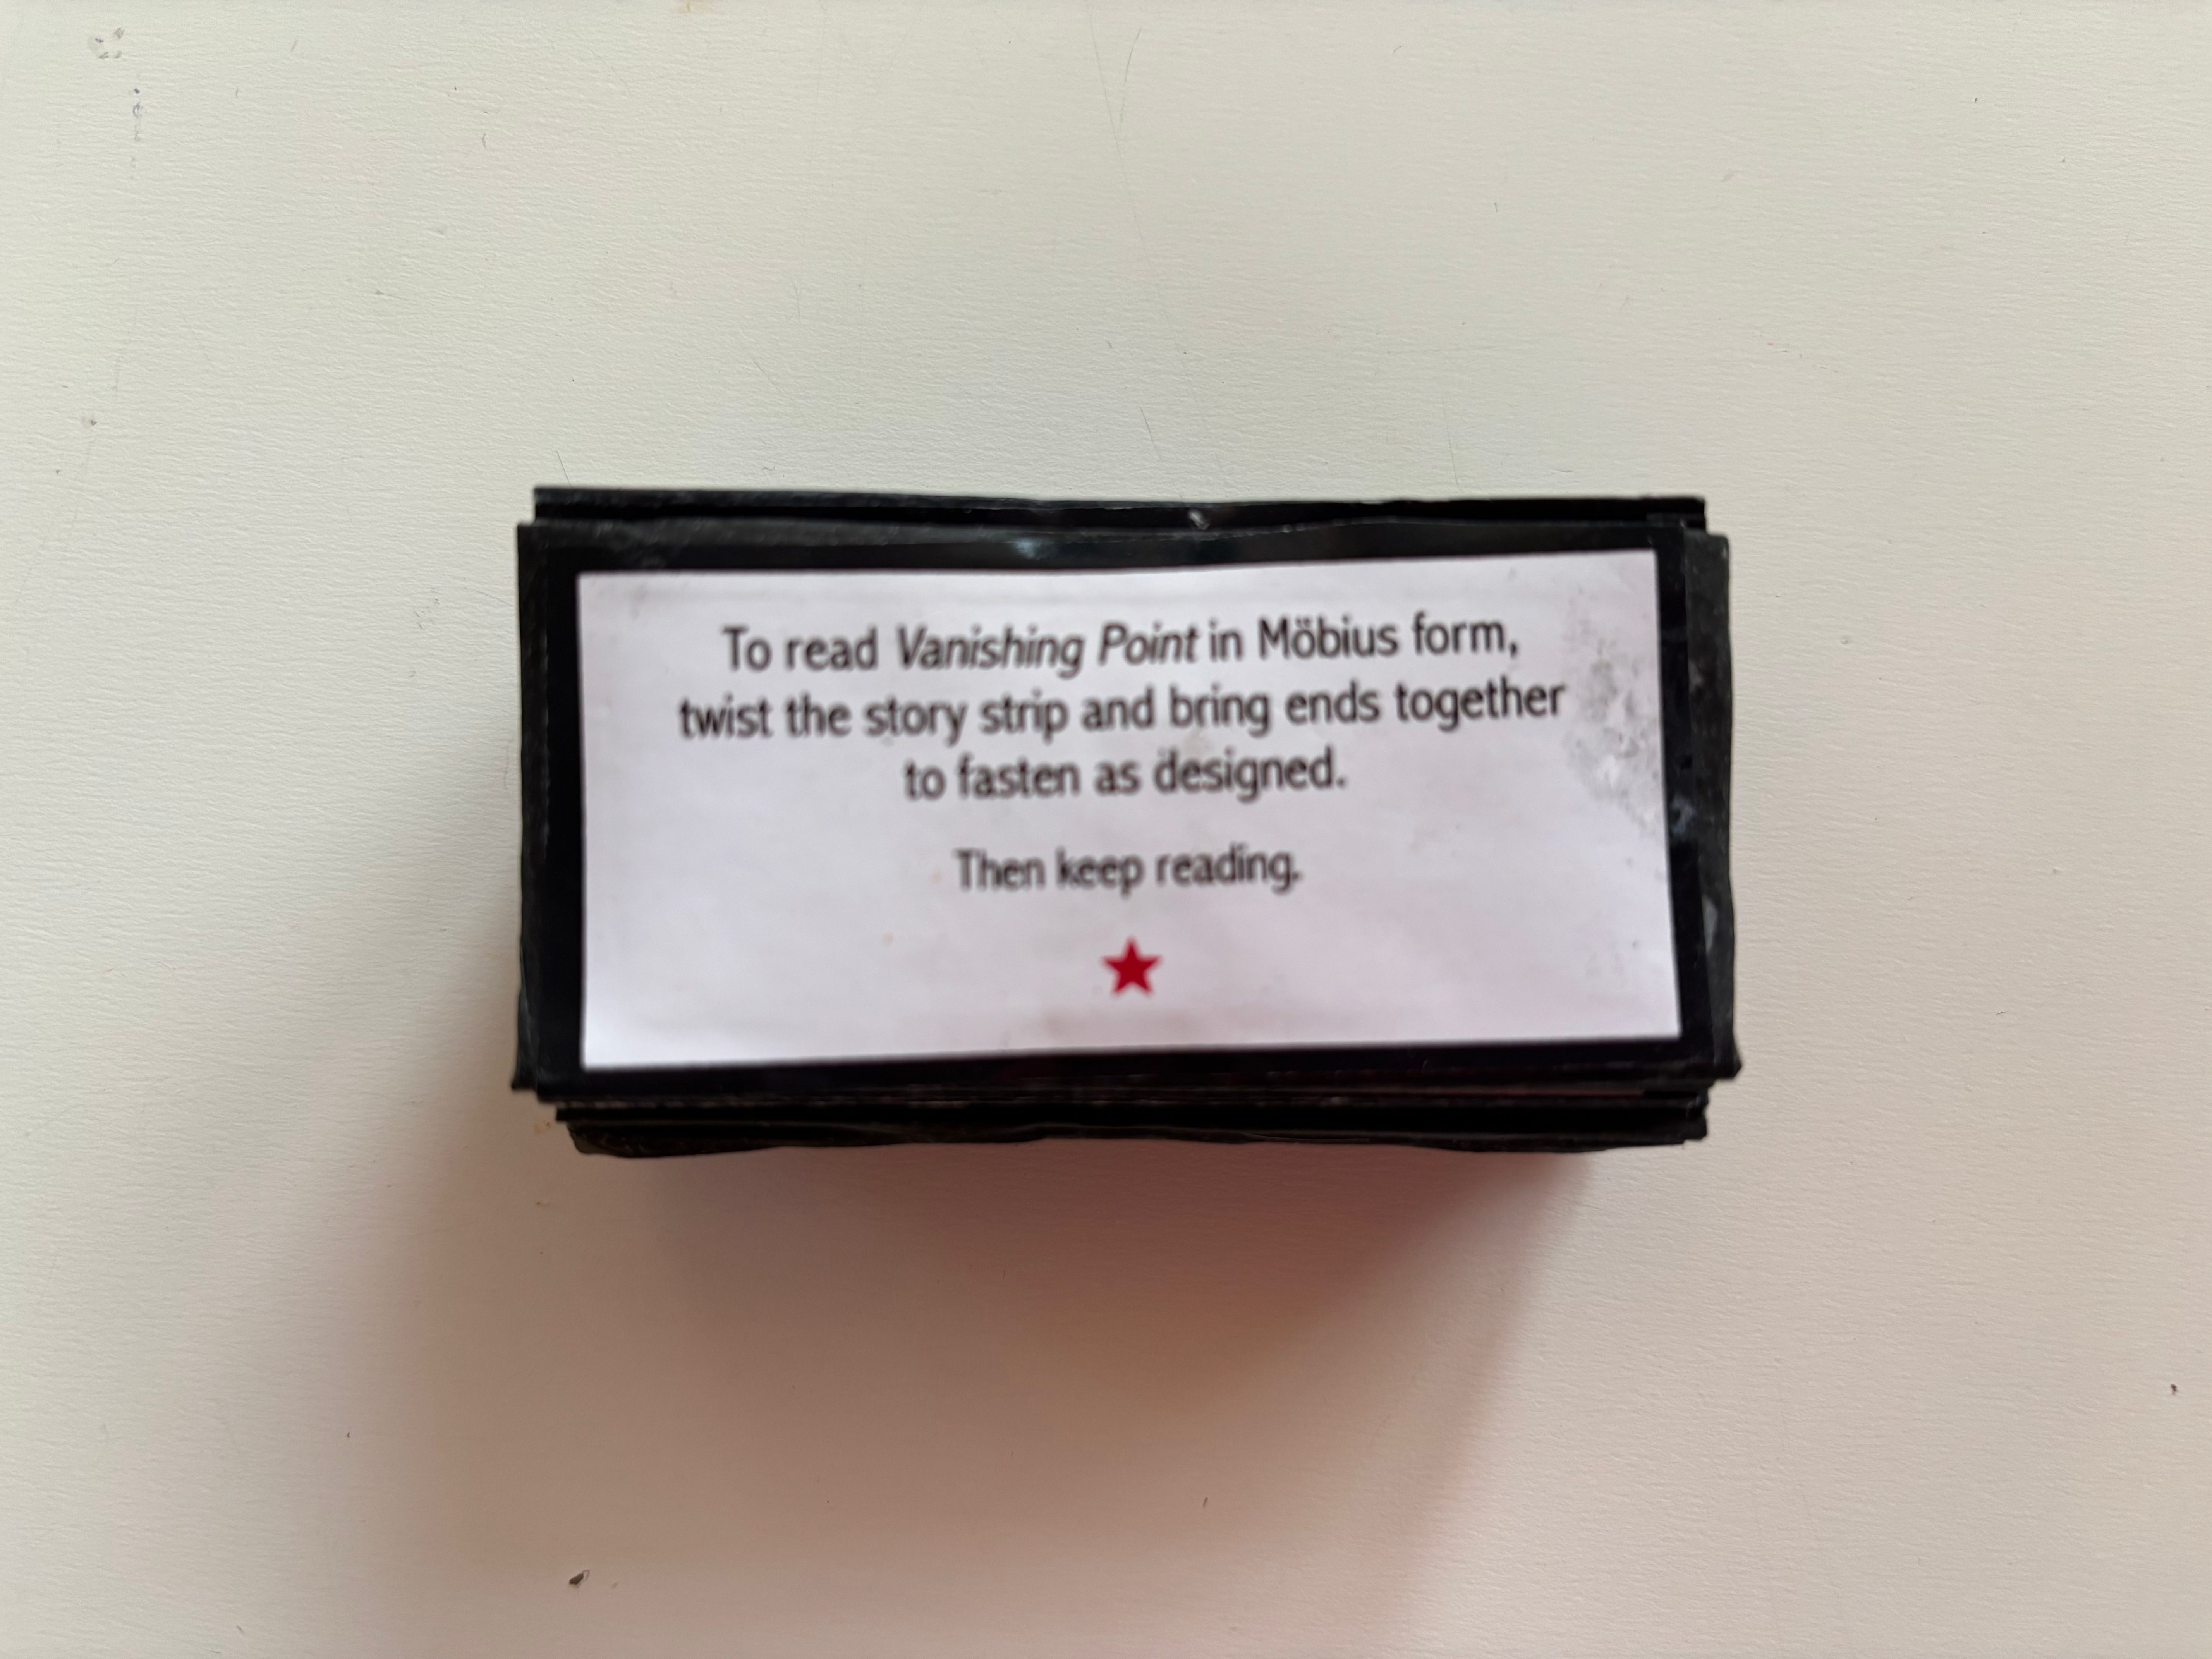 To read Vanishing Point in Möbius form,
twist the story strip and bring ends together
to fasten as designed.
Then keep reading.